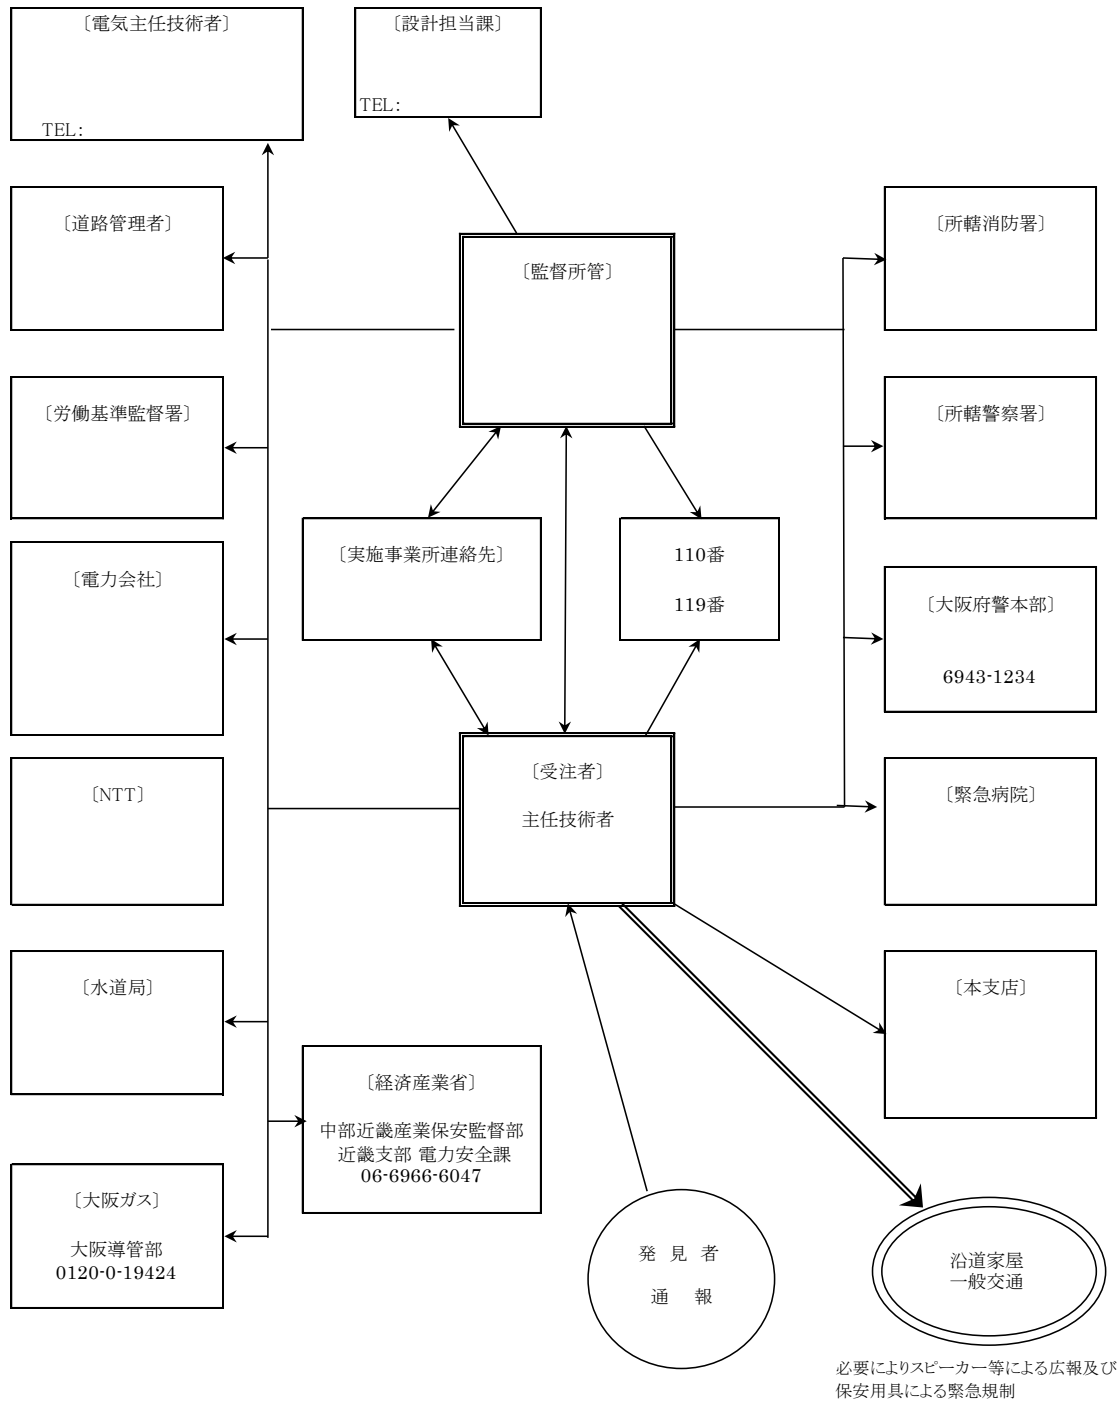 〔電気主任技術者〕
TEL：
〔設計担当課〕
TEL：
〔道路管理者〕
〔監督所管〕
〔所轄消防署〕
〔労働基準監督署〕
〔所轄警察署〕
〔実施事業所連絡先〕
110番
119番
〔電力会社〕
〔大阪府警本部〕
6943-1234
〔NTT〕
〔受注者〕
主任技術者
〔緊急病院〕
〔水道局〕
〔本支店〕
〔経済産業省〕
中部近畿産業保安監督部
近畿支部 電力安全課
06-6966-6047
〔大阪ガス〕
大阪導管部
0120-0-19424
発 見 者
通 報
沿道家屋
一般交通
必要によりスピーカー等による広報及び
保安用具による緊急規制